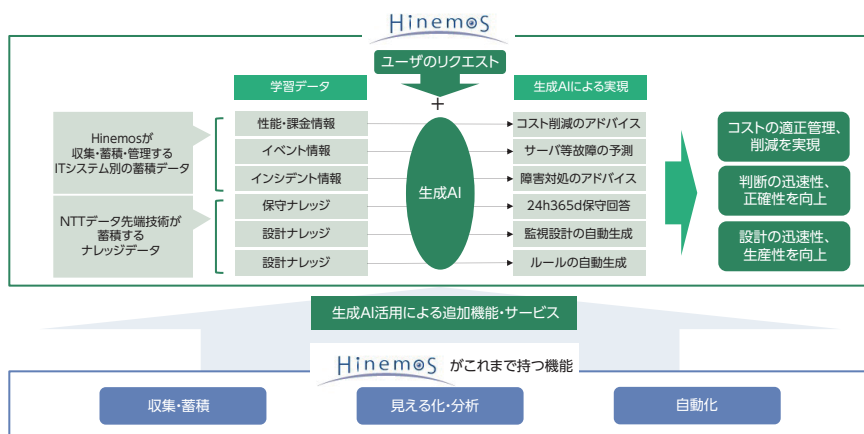 Hinemos
ユーザのリクエスト
学習データ
+
生成AIによる実現
Hinemosが
収集・蓄積・管理する
ITシステム別の蓄積データ
NTTデータ先端技術が
蓄積する
ナレッジデータ
性能・課金情報
イベント情報
インシデント情報
保守ナレッジ
設計ナレッジ
設計ナレッジ
生成AI
コスト削減のアドバイス
サーバ等故障の予測
障害対処のアドバイス
24h365d保守回答
監視設計の自動生成
ルールの自動生成
コストの適正管理、
削減を実現
判断の迅速性、
正確性を向上
設計の迅速性、
生産性を向上
生成AI活用による追加機能・サービス
Hinemos がこれまで持つ機能
収集・蓄積
見える化・分析
自動化